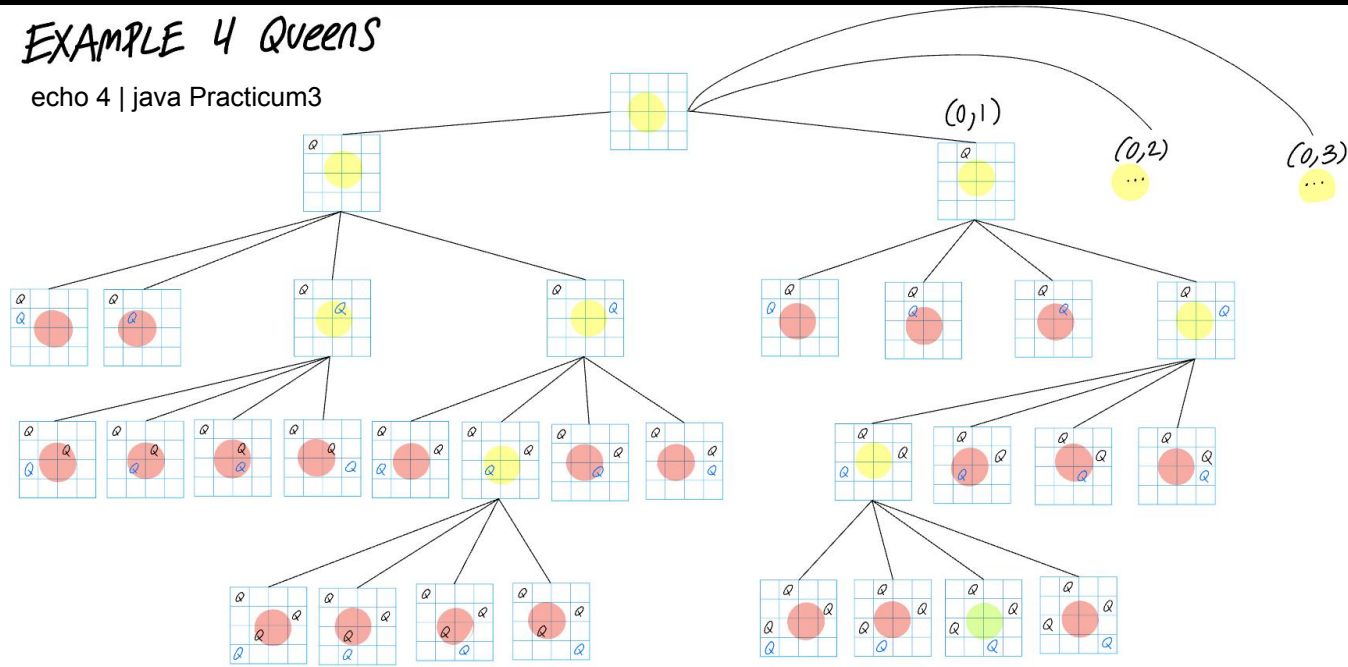 EXAMPLE 4 Queens
echo 4 | java Practicum3
(0,1)
(0,2)
(0,3)
... ...
Q Q
Q Q Q Q Q Q Q Q
Q Q Q Q Q Q Q Q
Q Q Q Q Q Q Q Q Q Q Q Q
Q Q Q Q Q Q Q Q Q Q Q Q
Q Q Q Q Q Q Q Q Q Q Q Q
Q Q Q Q Q Q Q Q
Q Q Q Q Q Q Q Q
Q Q Q Q Q Q Q Q
Q Q Q Q Q Q Q Q